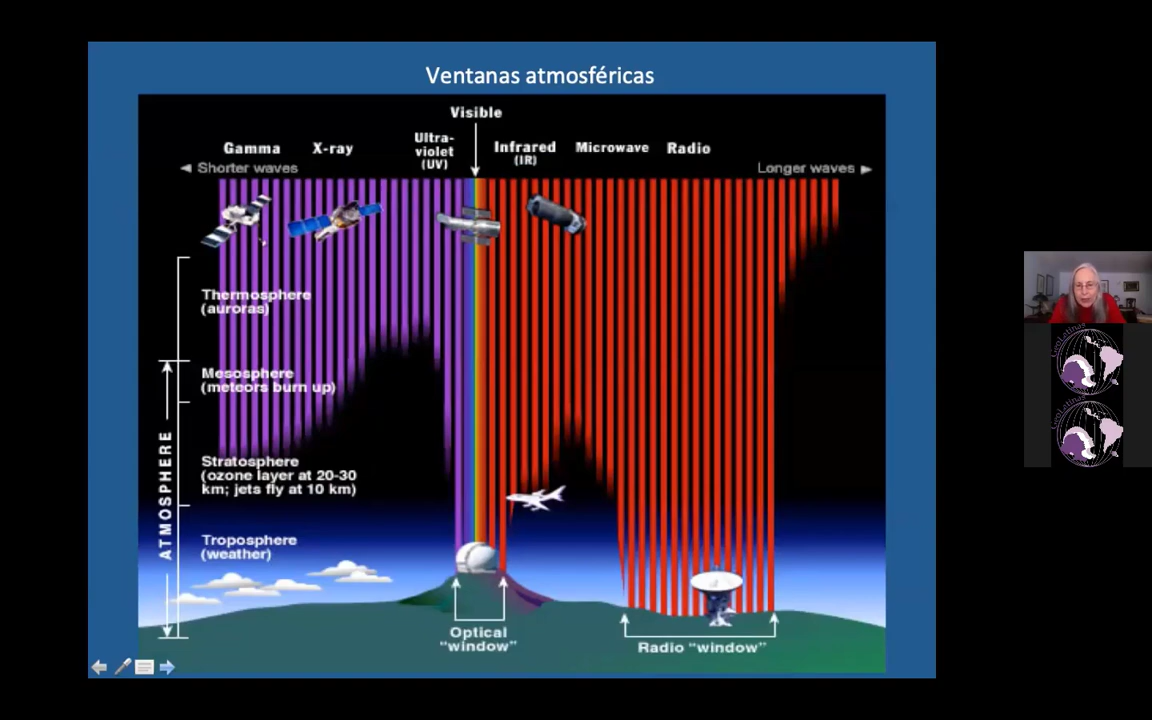 Ventanas atmosféricas
Visible
Gamma
X-ray
Ultra-
violet
(UV)
Infrared
(IR)
Microwave
Radio
Shorter waves
Longer waves
Thermosphere
(auroras)
Mesosphere
(meteors burn up)
ATMOSPHERE
Stratosphere
(ozone layer at 20-30
km; jets fly at 10 km)
Troposphere
(weather)
Optical
"window"
Radio "window"
GeoLatinas
GeoLatinas